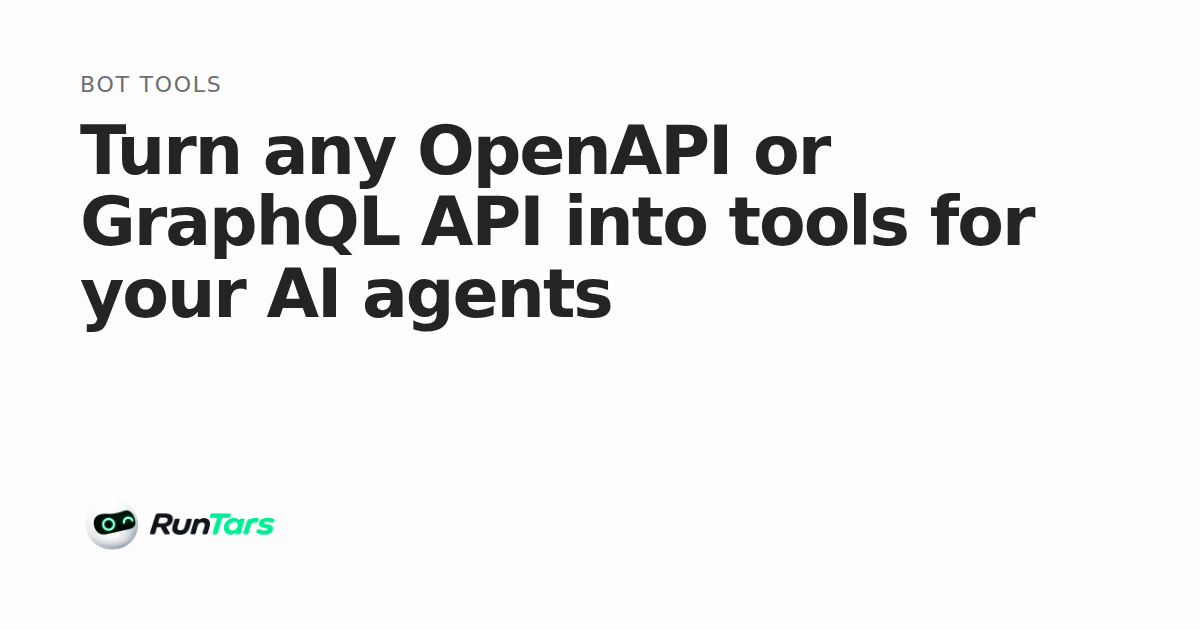 BOT TOOLS
Turn any OpenAPI or
GraphQL API into tools for
your AI agents
RunTars